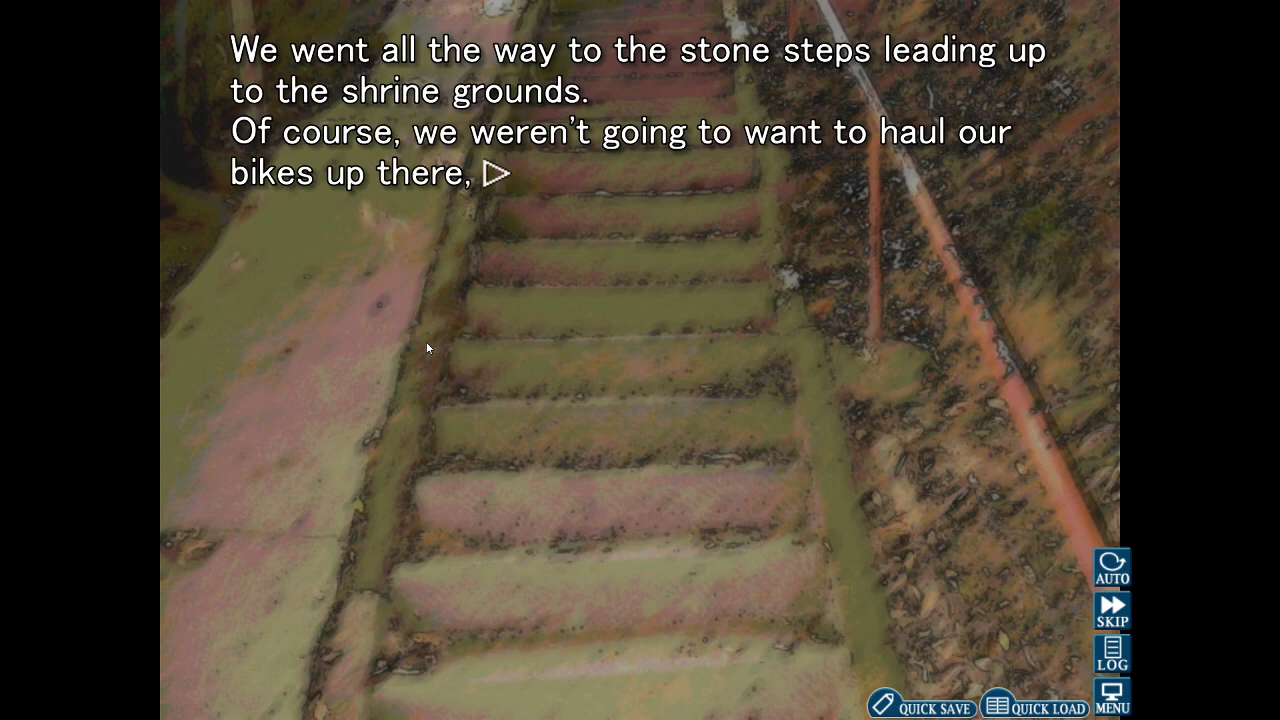 We went all the way to the stone steps leading up
to the shrine grounds.
Of course, we weren't going to want to haul our
bikes up there,
AUTO
SKIP
LOG
MENU
QUICK SAVE
QUICK LOAD